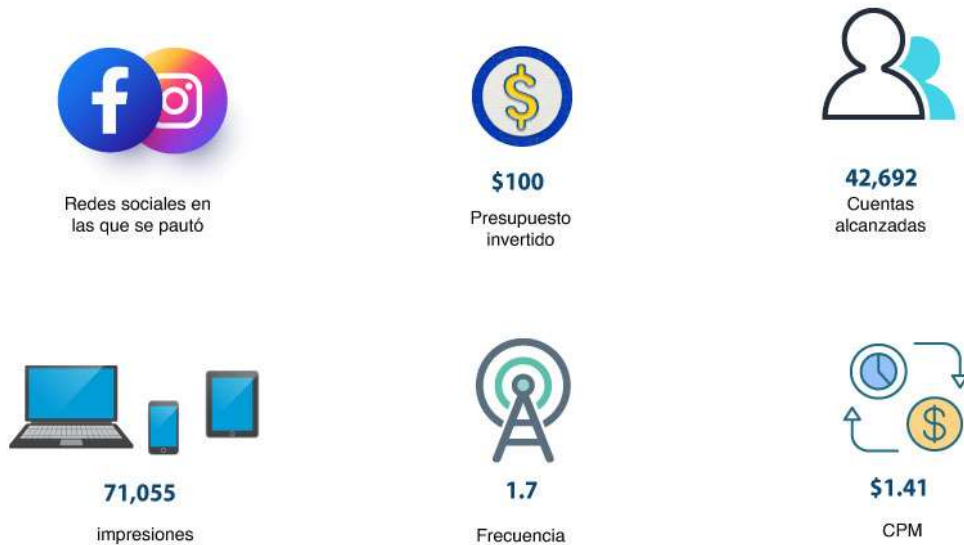 Redes sociales en
las que se pautó
$100
Presupuesto
invertido
42,692
Cuentas
alcanzadas
71,055
impresiones
1.7
Frecuencia
$1.41
CPM